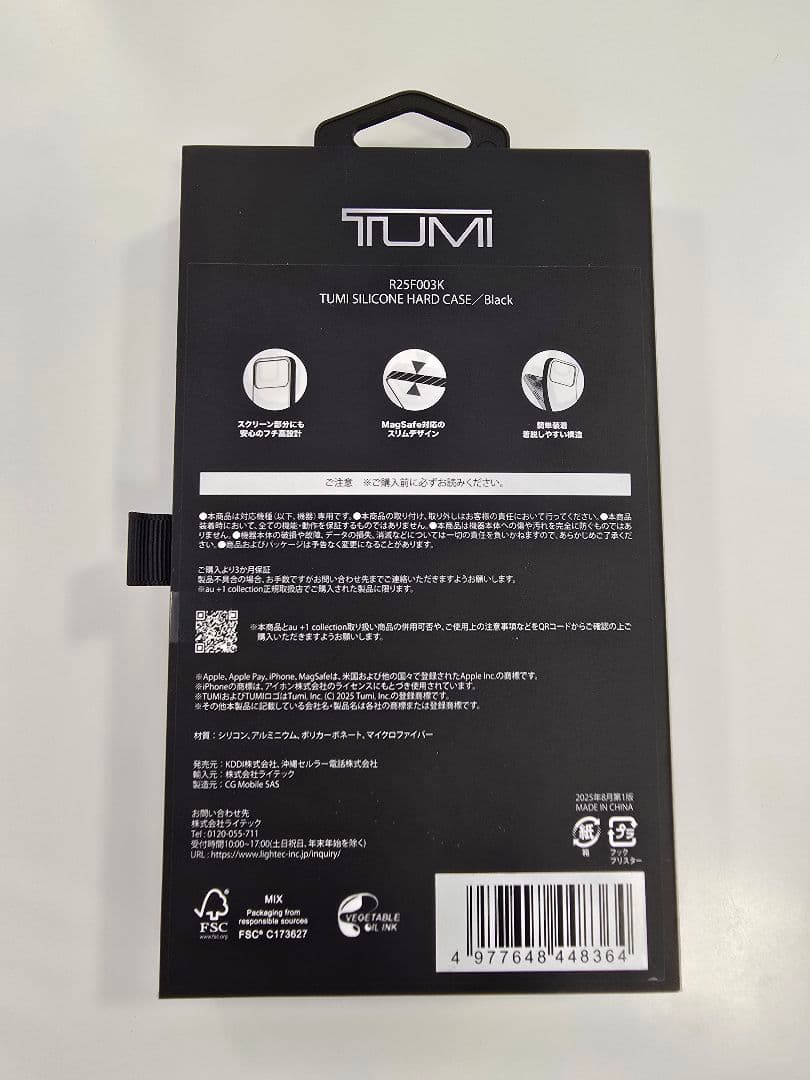 TUMI
R25F003K
TUMI SILICONE HARD CASE／Black
スクリーン部分にも
安心のフチ高設計
MagSafe対応の
スリムデザイン
簡単装着
着脱しやすい構造
ご注意　※ご購入前に必ずお読みください。
●本商品は対応機種（以下、機器）専用です。●本商品の取り付け、取り外しはお客様の責任において行ってください。●本商品
装着時において、全ての機能・動作を保証するものではありません。●本商品は機器本体への傷や汚れを完全に防ぐものではあ
りません。●機器本体の破損や故障、データの損失、消滅などについては一切の責任を負いかねますので、あらかじめご了承くだ
さい。●商品およびパッケージは予告なく変更になることがあります。
ご購入より3か月保証
製品不具合の場合、お手数ですがお問い合わせ先までご連絡いただきますようお願いします。
※au +1 collection正規取扱店でご購入された製品に限ります。
※本商品とau +1 collection取り扱い商品の併用可否や、ご使用上の注意事項などをQRコードからご確認の上ご
購入いただきますようお願いします。
※Apple、Apple Pay、iPhone、MagSafeは、米国および他の国々で登録されたApple Inc.の商標です。
※iPhoneの商標は、アイホン株式会社のライセンスにもとづき使用されています。
※TUMIおよびTUMIロゴはTumi, Inc. (C) 2025 Tumi, Inc.の登録商標です。
※その他本製品に記載している会社名・製品名は各社の商標または登録商標です。
材質：シリコン、アルミニウム、ポリカーボネート、マイクロファイバー
発売元：KDDI株式会社、沖縄セルラー電話株式会社
輸入元：株式会社ライテック
製造元：CG Mobile SAS
お問い合わせ先
株式会社ライテック
Tel : 0120-055-711
受付時間10:00~17:00(土日祝日、年末年始を除く)
URL : https://www.lightec-inc.jp/inquiry/
2025年8月第1版
MADE IN CHINA
紙
箱
プラ
フック
ブリスター
FSC
www.fsc.org
MIX
Packaging from
responsible sources
FSC® C173627
VEGETABLE
OIL INK
4 977648 448364